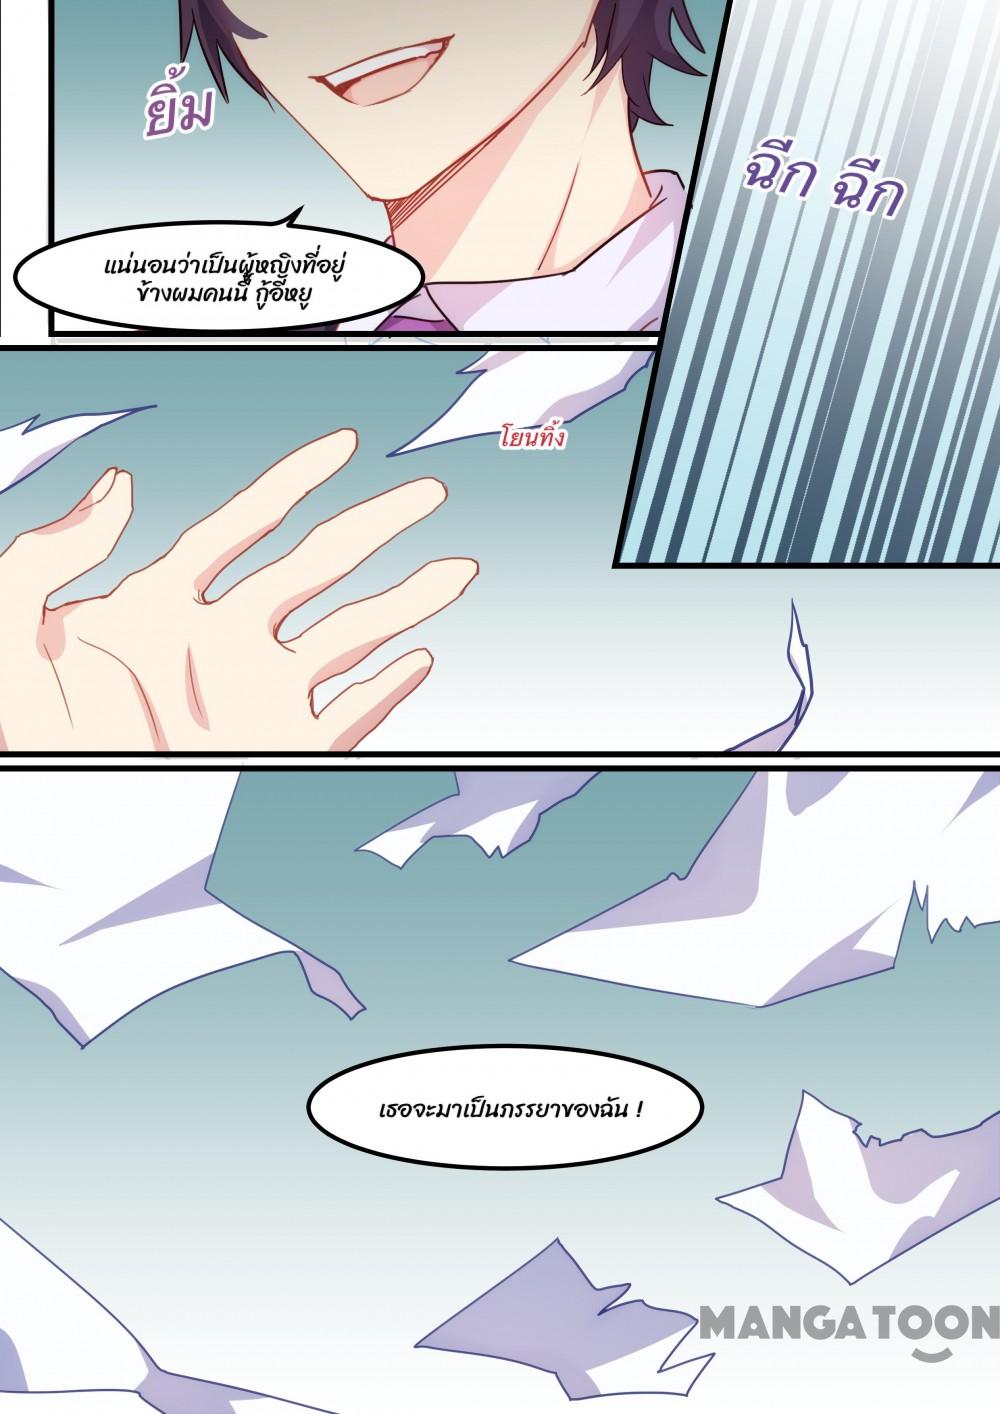 ยิ้ม
ฉีก ฉีก
แน่นอนว่าเป็นผู้หญิงที่อยู่
ข้างผมคนนี้ กู้อีหยู
โยนทิ้ง
เธอจะมาเป็นภรรยาของฉัน !
MANGATOON